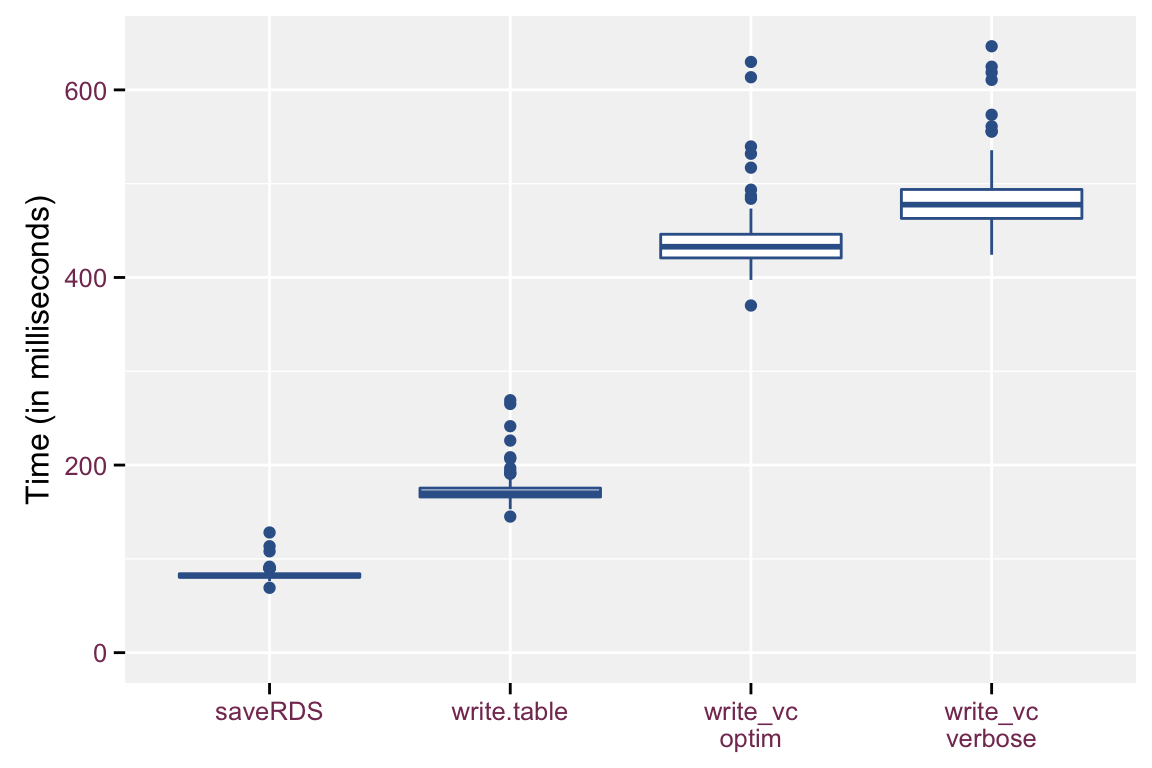 Time (in milliseconds)
600
400
200
0
saveRDS
write.table
write_vc
optim
write_vc
verbose